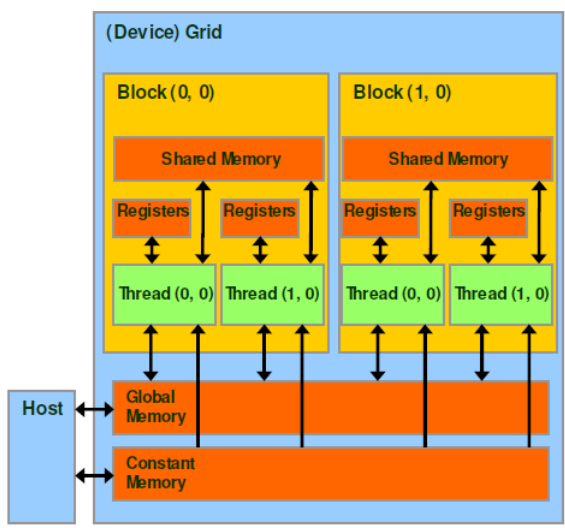 (Device) Grid
Block (0, 0)
Block (1, 0)
Shared Memory
Shared Memory
Registers
Registers
Registers
Registers
Thread (0, 0)
Thread (1, 0)
Thread (0, 0)
Thread (1, 0)
Host
Global
Memory
Constant
Memory